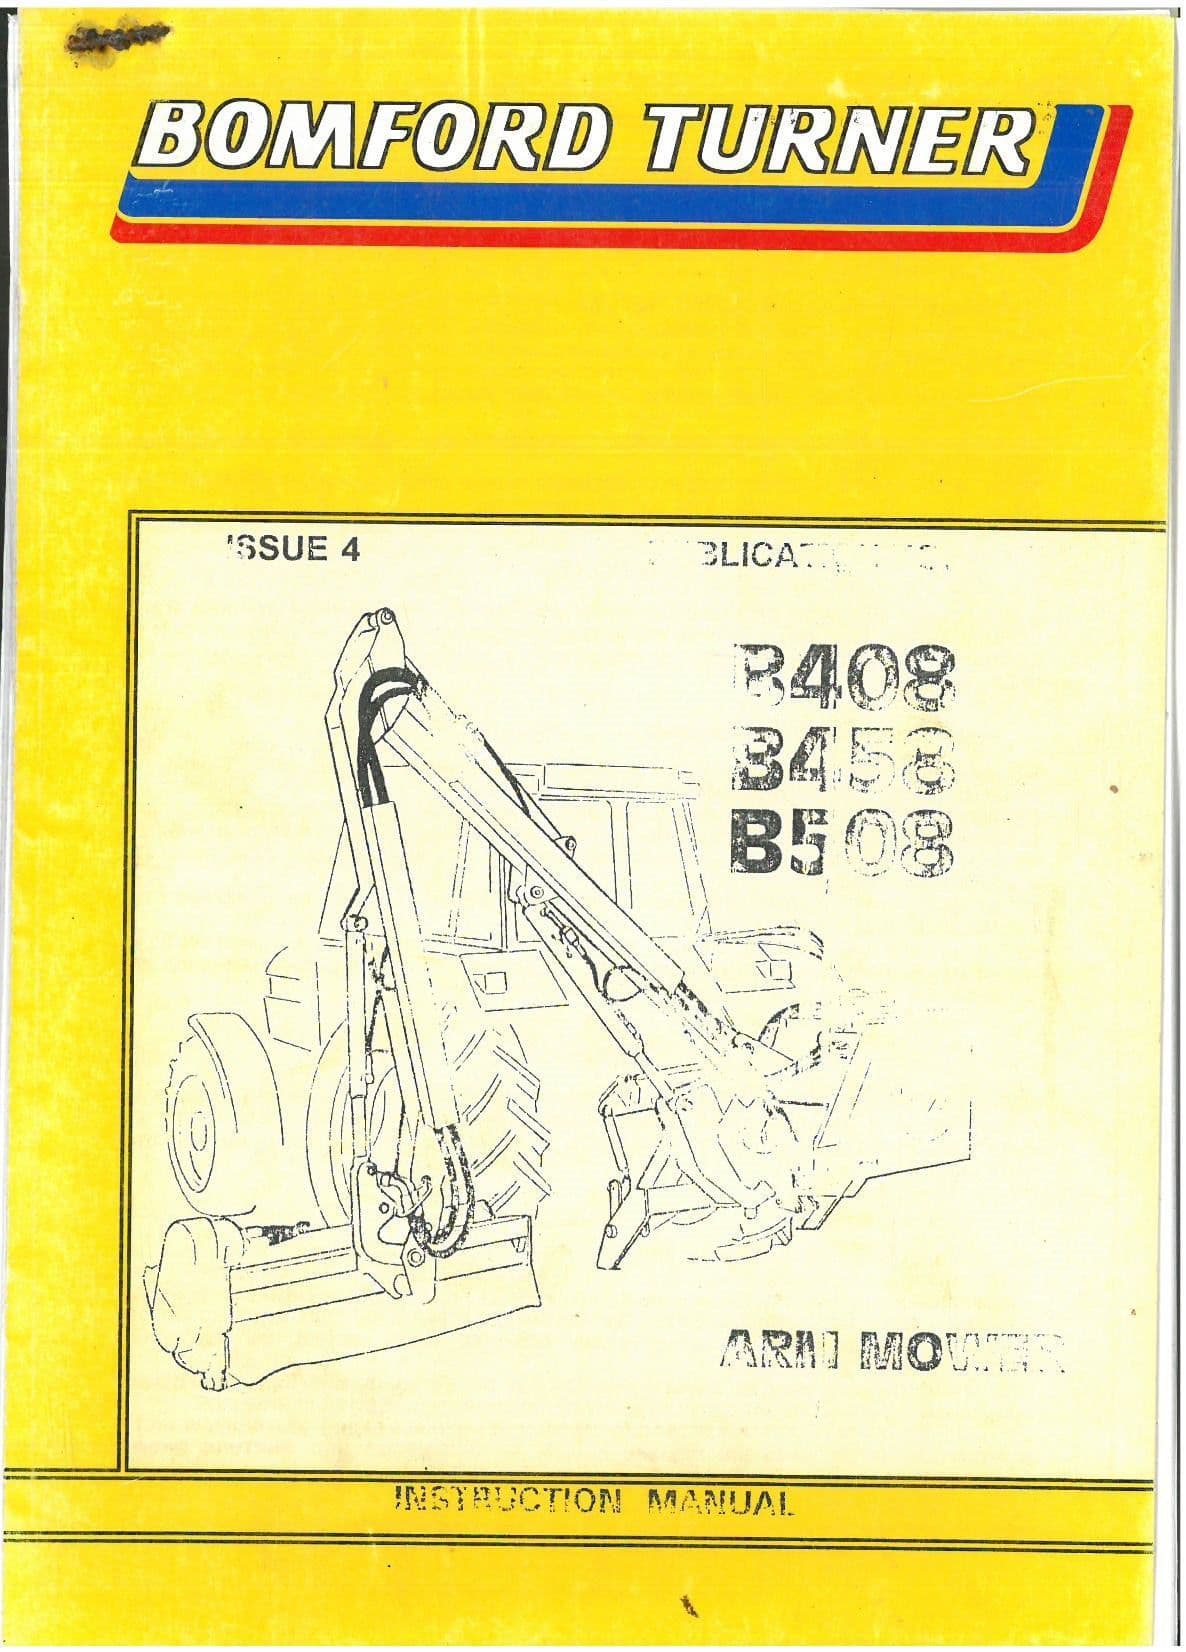 BOMFORD TURNER
ISSUE 4
B408
B458
B508
ARM MOWER
INSTRUCTION MANUAL